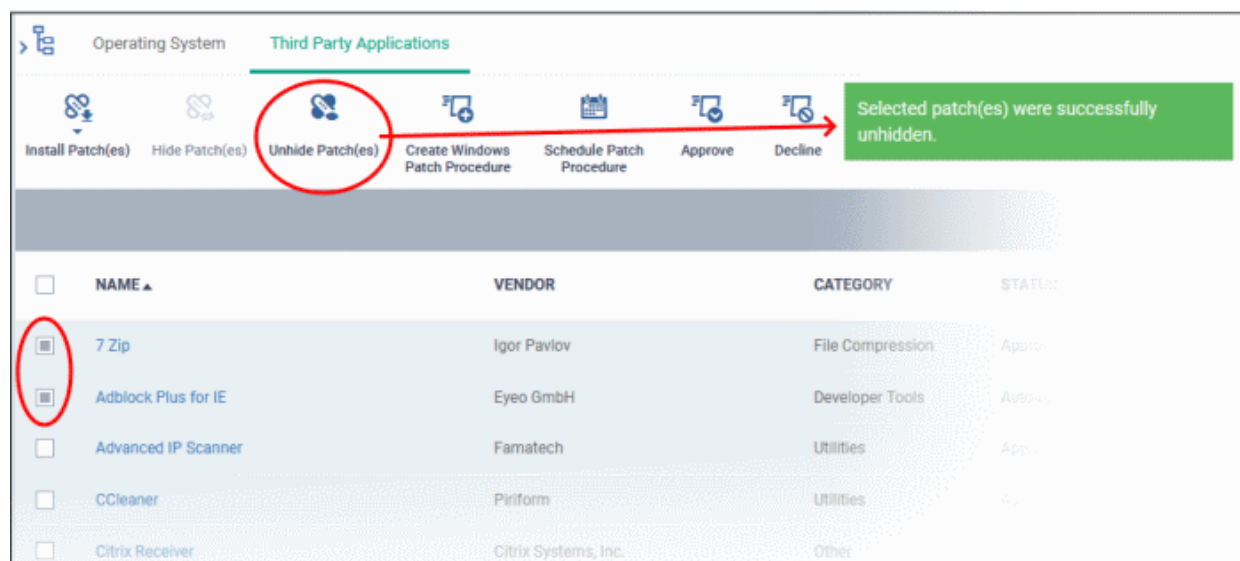 Operating System Third Party Applications
Install Patch(es) Hide Patch(es) Unhide Patch(es) Create Windows Patch Procedure Schedule Patch Procedure Approve Decline
Selected patch(es) were successfully
unhidden.
NAME VENDOR CATEGORY STATUS
7 Zip Igor Pavlov File Compression
Adblock Plus for IE Eyeo GmbH Developer Tools
Advanced IP Scanner Famatech Utilities
CCleaner Piriform Utilities
Citrix Receiver Citrix Systems, Inc. Other